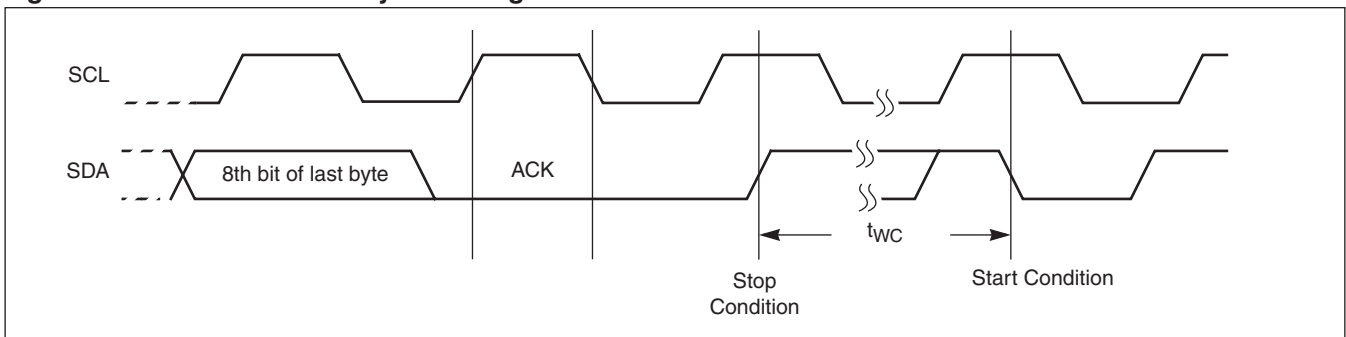 SCL
SDA
8th bit of last byte
ACK
tWC
Stop
Condition
Start Condition